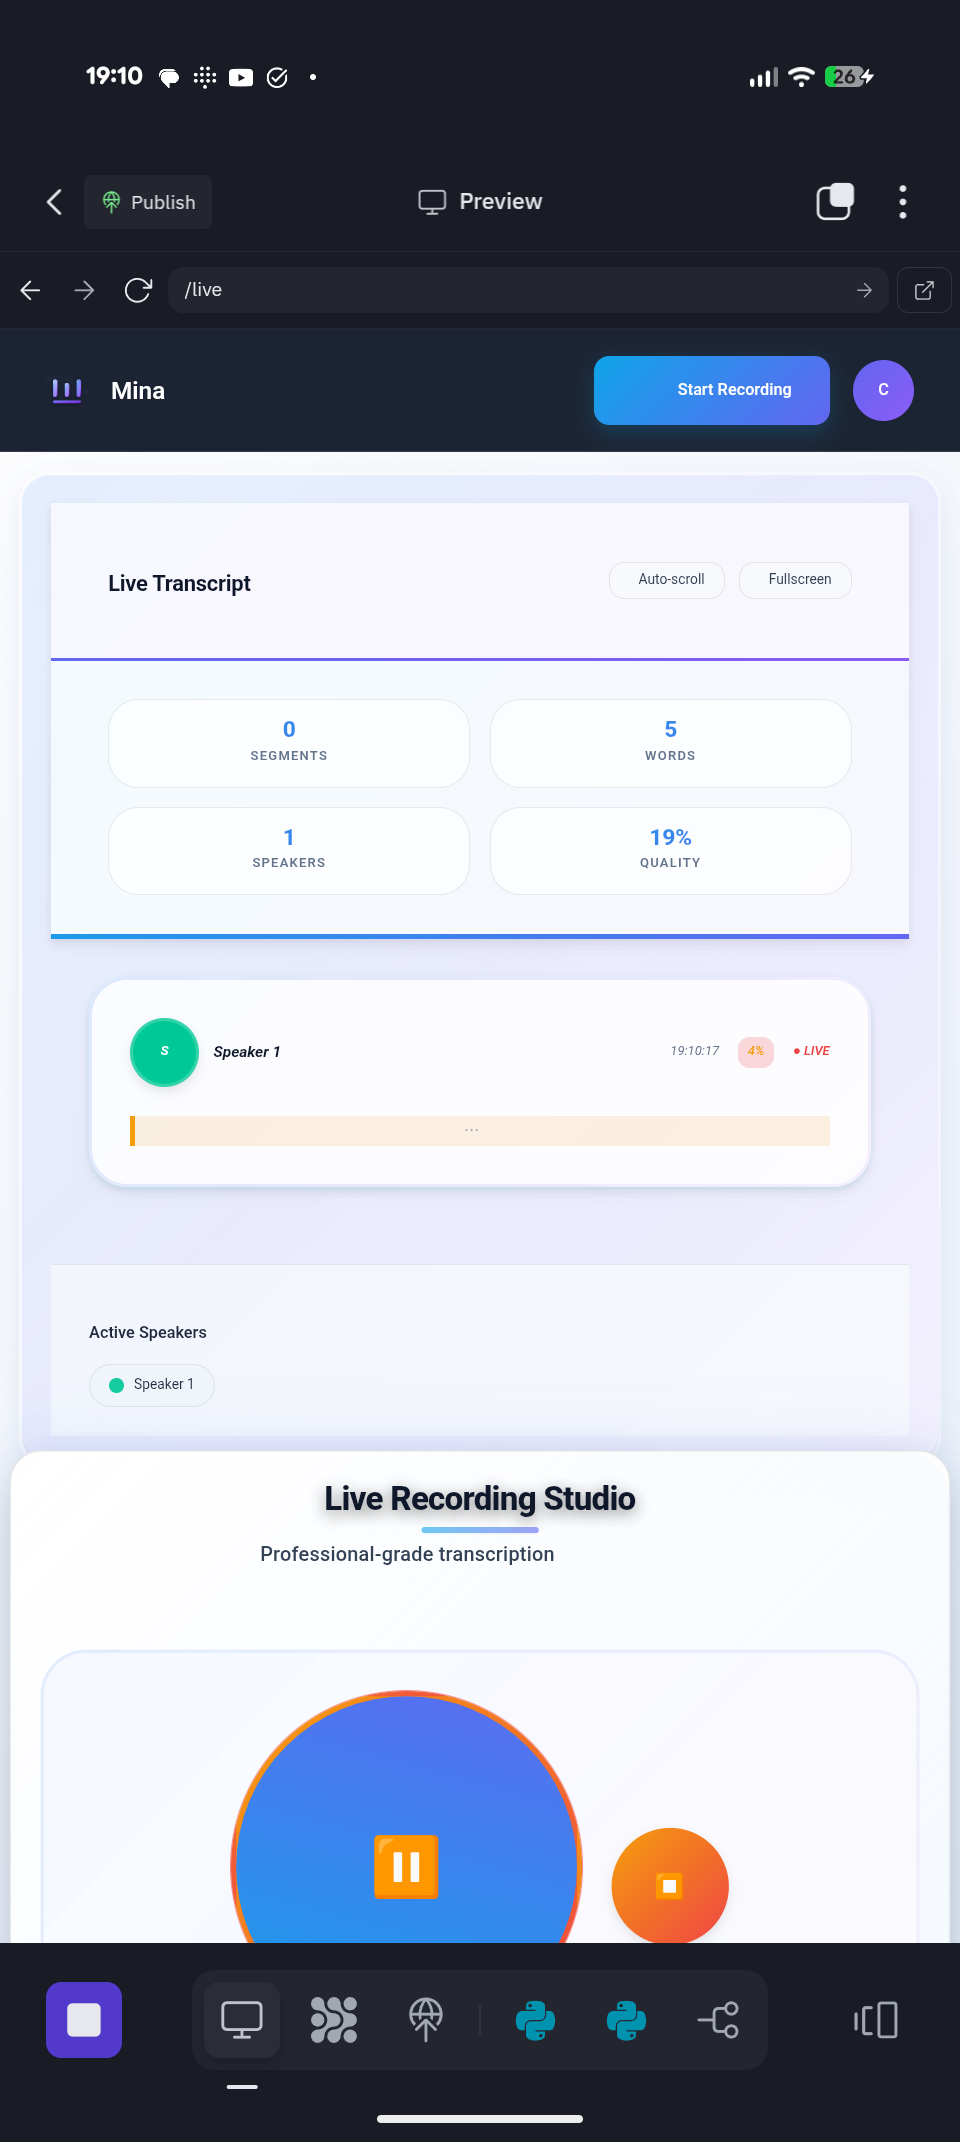 19:10
26
Publish
Preview
/live
Mina
Start Recording
C
Live Transcript
Auto-scroll
Fullscreen
0
SEGMENTS
5
WORDS
1
SPEAKERS
19%
QUALITY
S
Speaker 1
19:10:17
4%
● LIVE
...
Active Speakers
Speaker 1
Live Recording Studio
Professional-grade transcription